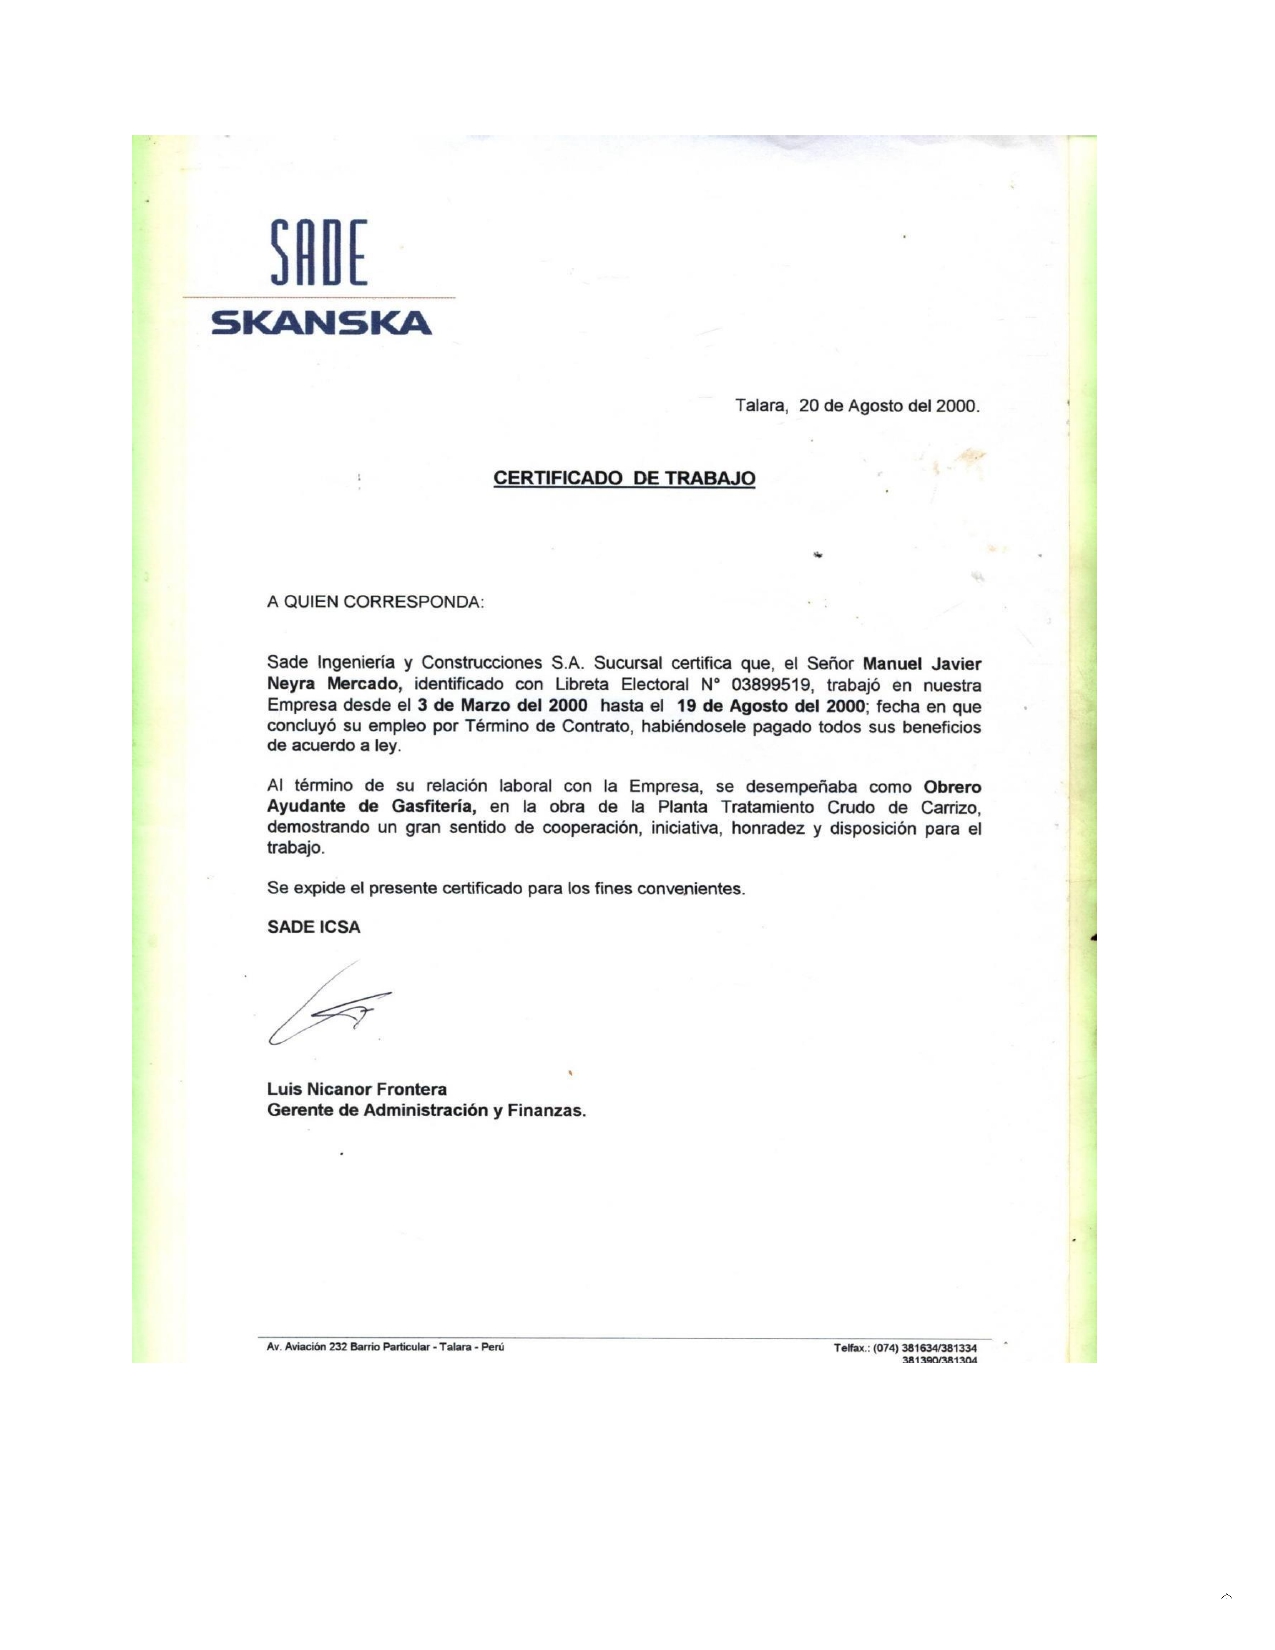 SADE
SKANSKA
Talara, 20 de Agosto del 2000.
CERTIFICADO DE TRABAJO
A QUIEN CORRESPONDA:
Sade Ingeniería y Construcciones S.A. Sucursal certifica que, el Señor Manuel Javier
Neyra Mercado, identificado con Libreta Electoral N° 03899519, trabajó en nuestra
Empresa desde el 3 de Marzo del 2000 hasta el 19 de Agosto del 2000; fecha en que
concluyó su empleo por Término de Contrato, habiéndosele pagado todos sus beneficios
de acuerdo a ley.
Al término de su relación laboral con la Empresa, se desempeñaba como Obrero
Ayudante de Gasfitería, en la obra de la Planta Tratamiento Crudo de Carrizo,
demostrando un gran sentido de cooperación, iniciativa, honradez y disposición para el
trabajo.
Se expide el presente certificado para los fines convenientes.
SADE ICSA
Luis Nicanor Frontera
Gerente de Administración y Finanzas.
Av. Aviación 232 Barrio Particular - Talara - Perú
Telfax.: (074) 381634/381334
381390/381304